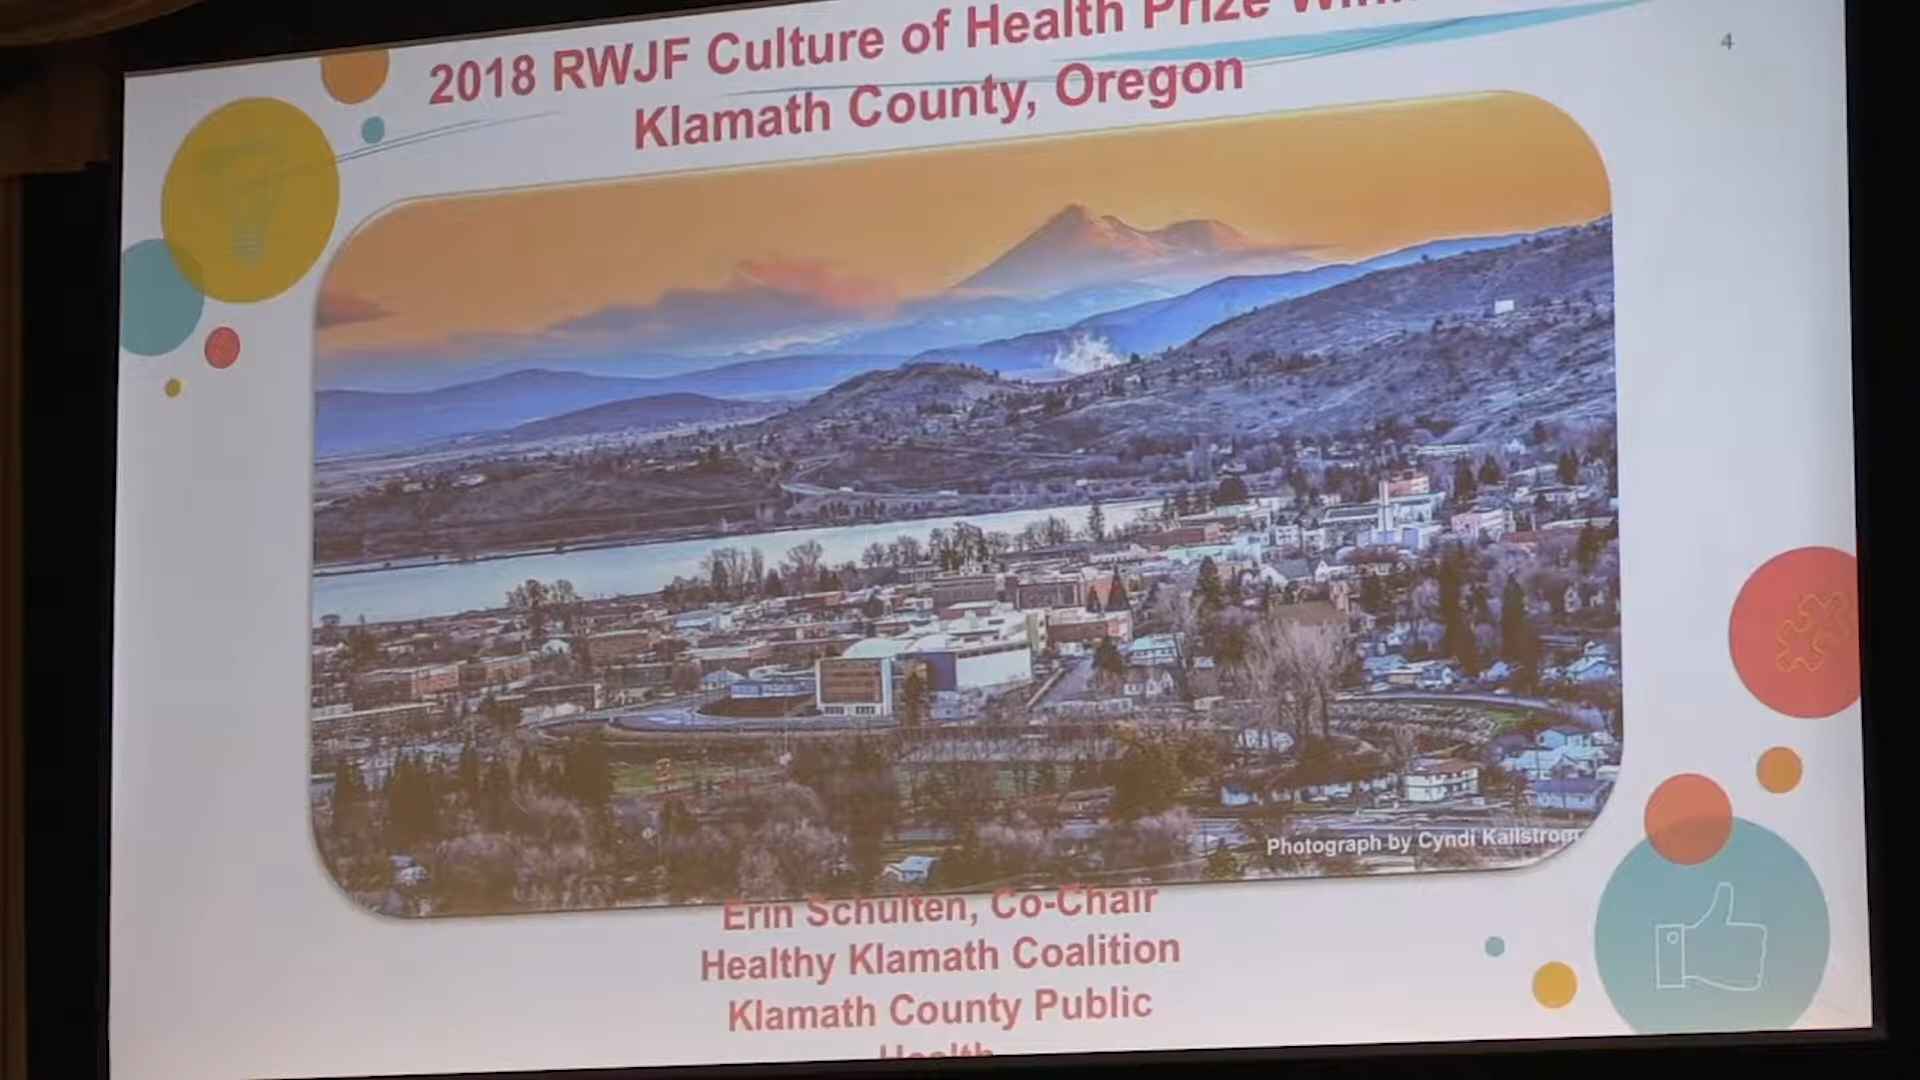 2018 RWJF Culture of Health Prize
4
Klamath County, Oregon
Photograph by Cyndi Kallstrom
Erin Schulten, Co-Chair
Healthy Klamath Coalition
Klamath County Public
Health